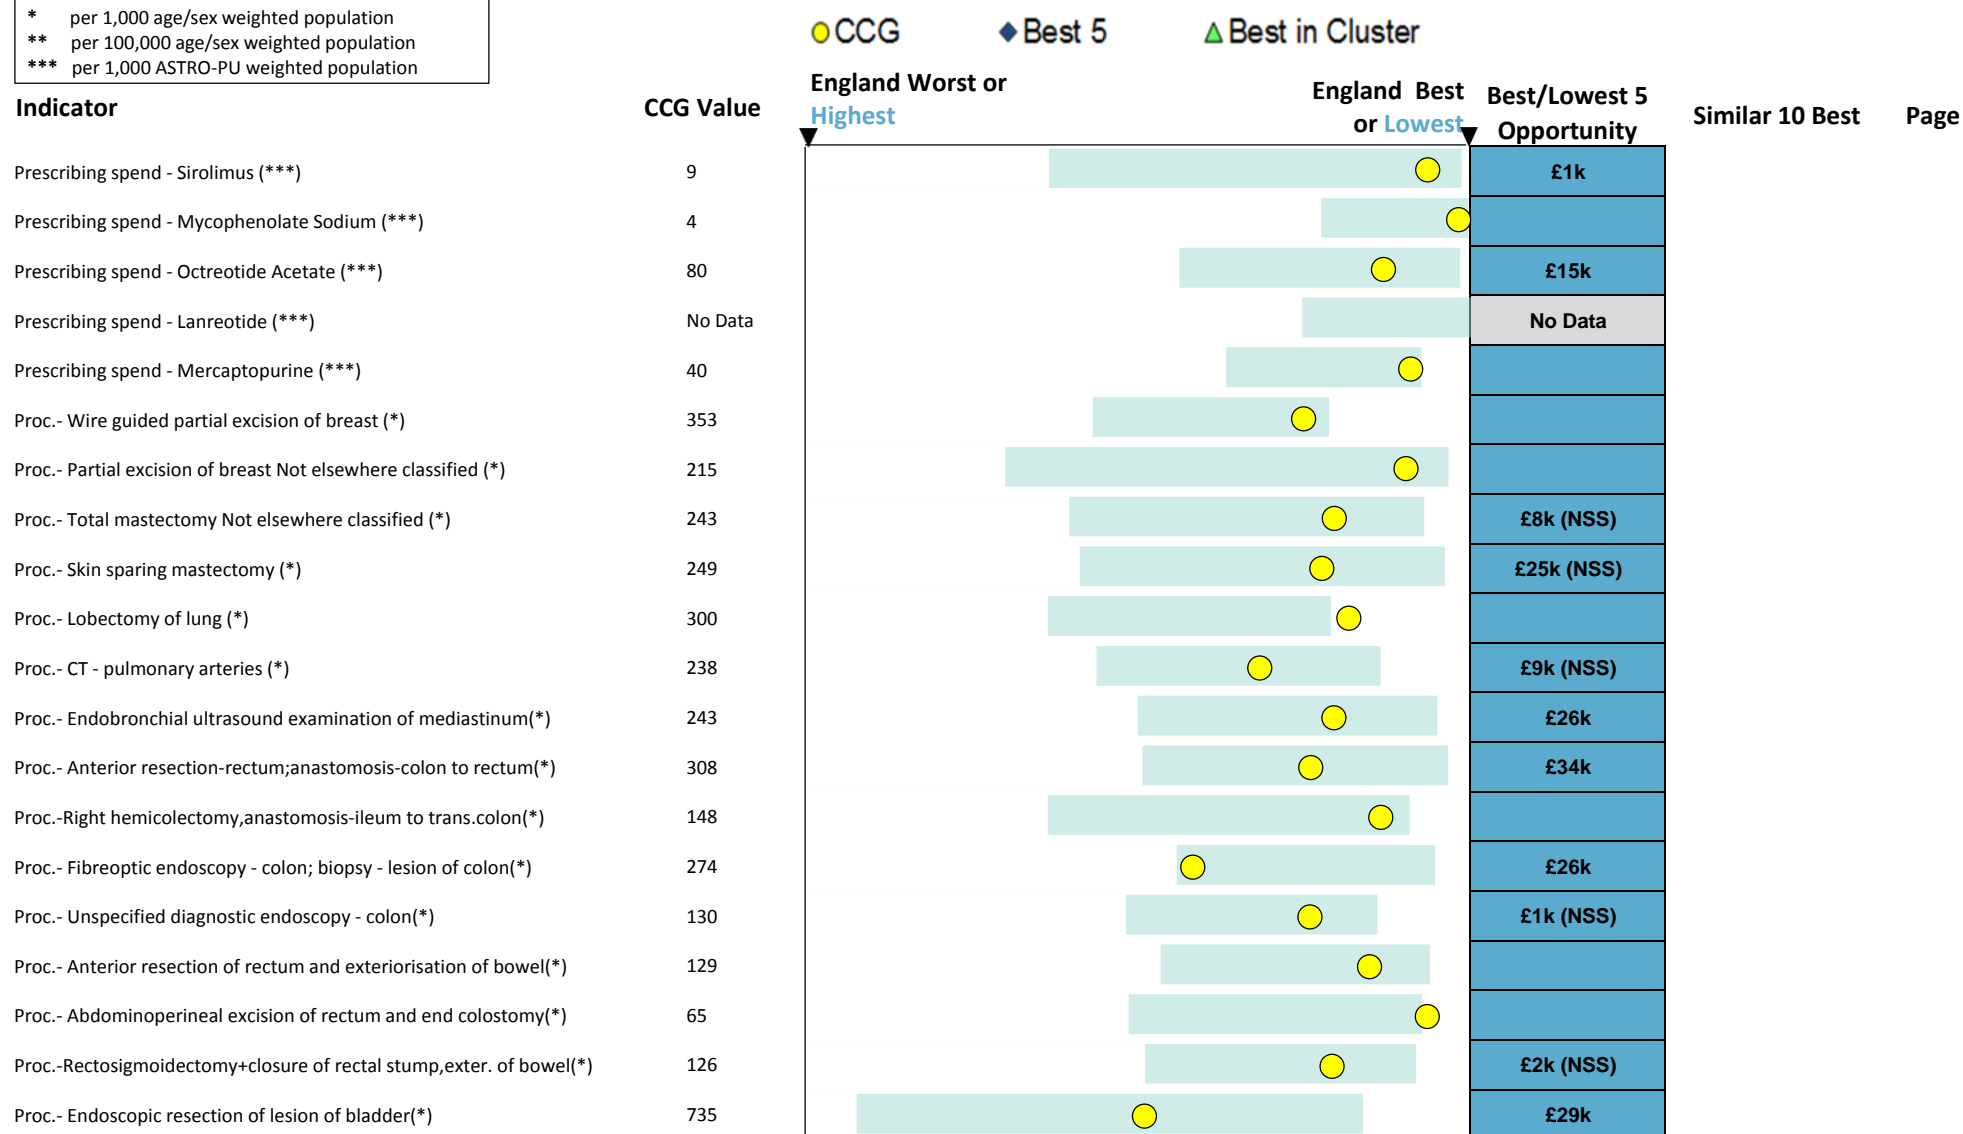 * per 1,000 age/sex weighted population
** per 100,000 age/sex weighted population
*** per 1,000 ASTRO-PU weighted population
CCG Best 5 Best in Cluster
Indicator CCG Value England Worst or Highest England Best or Lowest Best/Lowest 5 Opportunity Similar 10 Best Page
Prescribing spend - Sirolimus (***) 9 £1k
Prescribing spend - Mycophenolate Sodium (***) 4
Prescribing spend - Octreotide Acetate (***) 80 £15k
Prescribing spend - Lanreotide (***) No Data No Data
Prescribing spend - Mercaptopurine (***) 40
Proc.- Wire guided partial excision of breast (*) 353
Proc.- Partial excision of breast Not elsewhere classified (*) 215
Proc.- Total mastectomy Not elsewhere classified (*) 243 £8k (NSS)
Proc.- Skin sparing mastectomy (*) 249 £25k (NSS)
Proc.- Lobectomy of lung (*) 300
Proc.- CT - pulmonary arteries (*) 238 £9k (NSS)
Proc.- Endobronchial ultrasound examination of mediastinum(*) 243 £26k
Proc.- Anterior resection-rectum;anastomosis-colon to rectum(*) 308 £34k
Proc.-Right hemicolectomy,anastomosis-ileum to trans.colon(*) 148
Proc.- Fibreoptic endoscopy - colon; biopsy - lesion of colon(*) 274 £26k
Proc.- Unspecified diagnostic endoscopy - colon(*) 130 £1k (NSS)
Proc.- Anterior resection of rectum and exteriorisation of bowel(*) 129
Proc.- Abdominoperineal excision of rectum and end colostomy(*) 65
Proc.-Rectosigmoidectomy+closure of rectal stump,exter. of bowel(*) 126 £2k (NSS)
Proc.- Endoscopic resection of lesion of bladder(*) 735 £29k